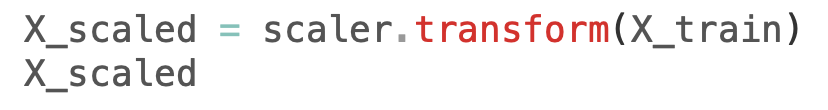 X_scaled = scaler.transform(X_train)
X_scaled